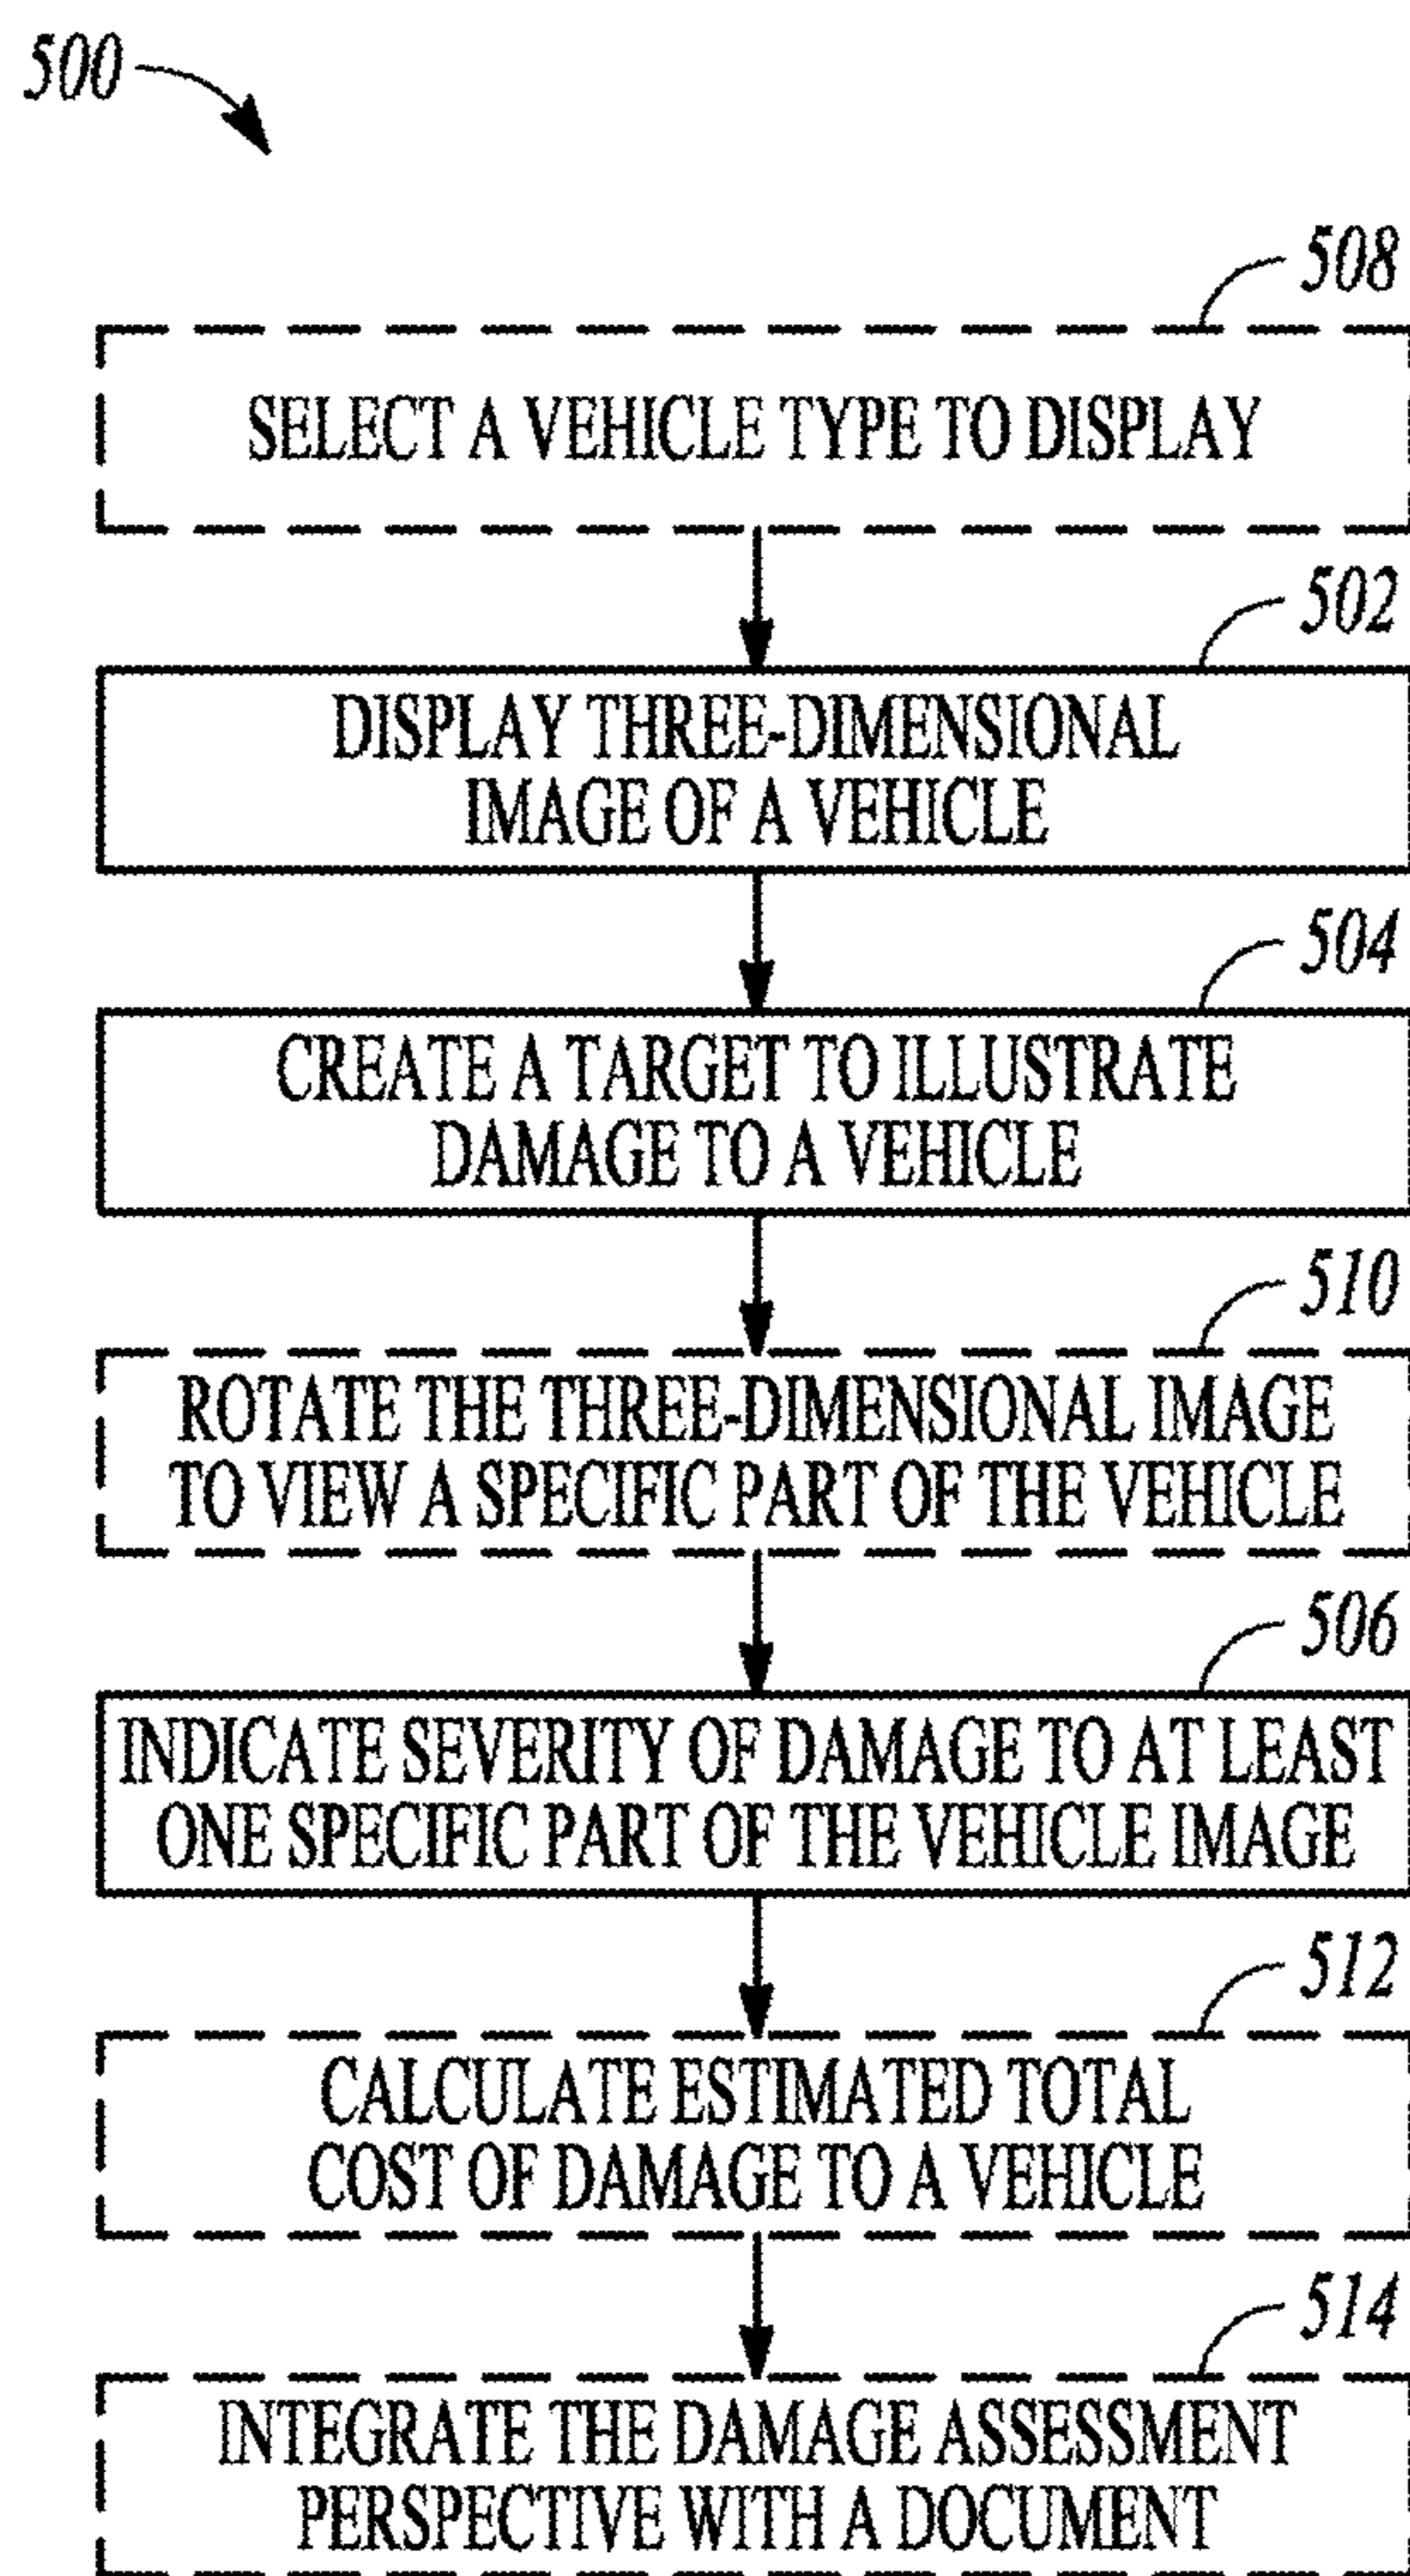 500
508
SELECT A VEHICLE TYPE TO DISPLAY
502
DISPLAY THREE-DIMENSIONAL
IMAGE OF A VEHICLE
504
CREATE A TARGET TO ILLUSTRATE
DAMAGE TO A VEHICLE
510
ROTATE THE THREE-DIMENSIONAL IMAGE
TO VIEW A SPECIFIC PART OF THE VEHICLE
506
INDICATE SEVERITY OF DAMAGE TO AT LEAST
ONE SPECIFIC PART OF THE VEHICLE IMAGE
512
CALCULATE ESTIMATED TOTAL
COST OF DAMAGE TO A VEHICLE
514
INTEGRATE THE DAMAGE ASSESSMENT
PERSPECTIVE WITH A DOCUMENT